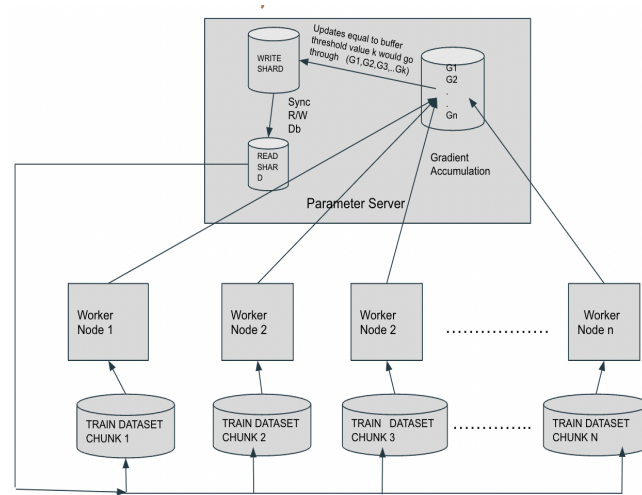 Updates equal to buffer
threshold value k would go
through (G1,G2,G3,..Gk)
WRITE
SHARD
G1
G2
.
.
Gn
Sync
R/W
Db
READ
SHAR
D
Gradient
Accumulation
Parameter Server
Worker
Node 1
Worker
Node 2
Worker
Node 2
..................
Worker
Node n
TRAIN DATASET
CHUNK 1
TRAIN DATASET
CHUNK 2
TRAIN DATASET
CHUNK 3
..............
TRAIN DATASET
CHUNK N